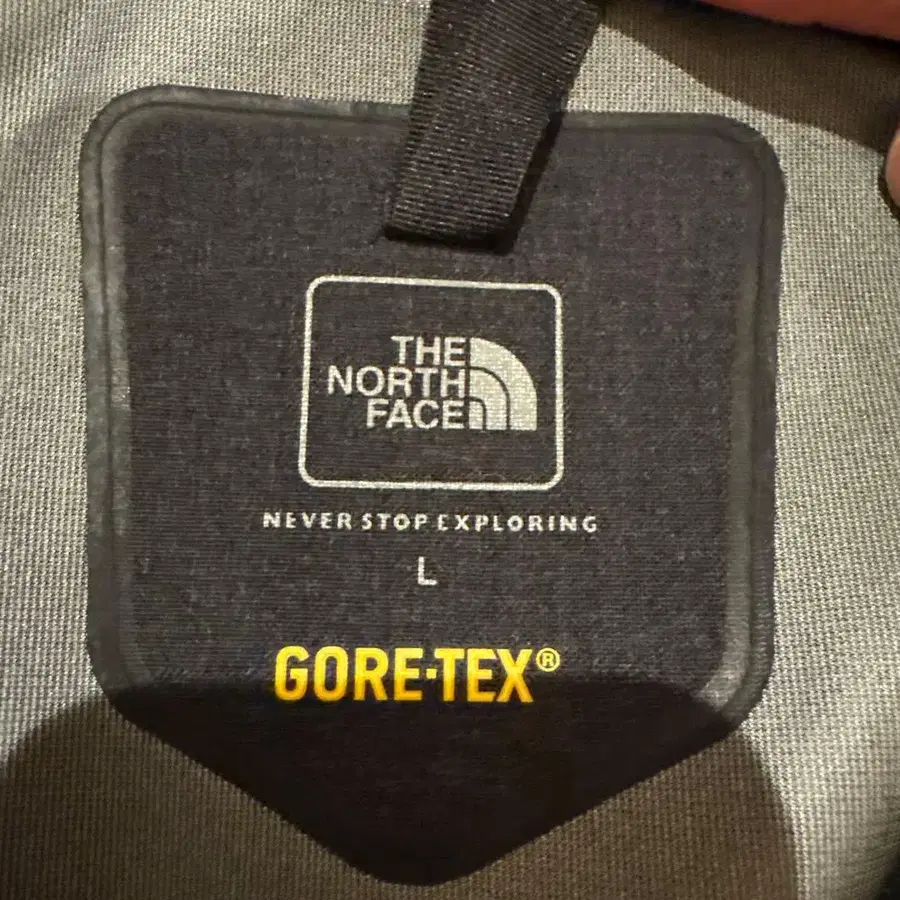 THE
NORTH
FACE
NEVER STOP EXPLORING
L
GORE-TEX®